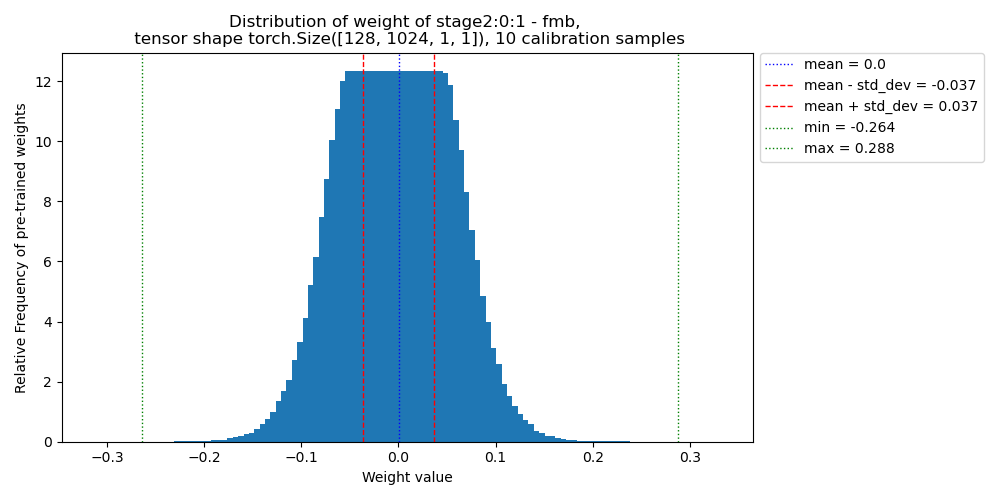 Distribution of weight of stage2:0:1 - fmb,
tensor shape torch.Size([128, 1024, 1, 1]), 10 calibration samples
Relative Frequency of pre-trained weights
12
10
8
6
4
2
0
−0.3 −0.2 −0.1 0.0 0.1 0.2 0.3
Weight value
mean = 0.0
mean - std_dev = -0.037
mean + std_dev = 0.037
min = -0.264
max = 0.288